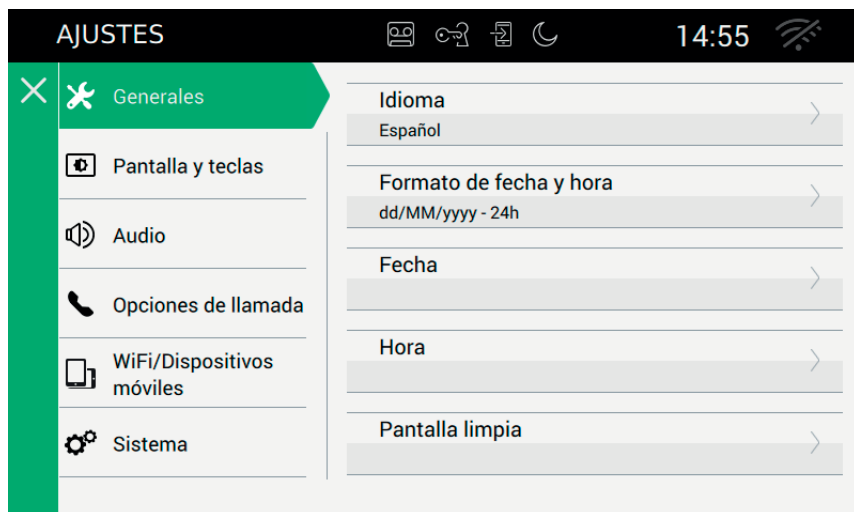 AJUSTES
14:55
Generales
Pantalla y teclas
Audio
Opciones de llamada
WiFi/Dispositivos
móviles
Sistema
Idioma
Español
Formato de fecha y hora
dd/MM/yyyy - 24h
Fecha
Hora
Pantalla limpia